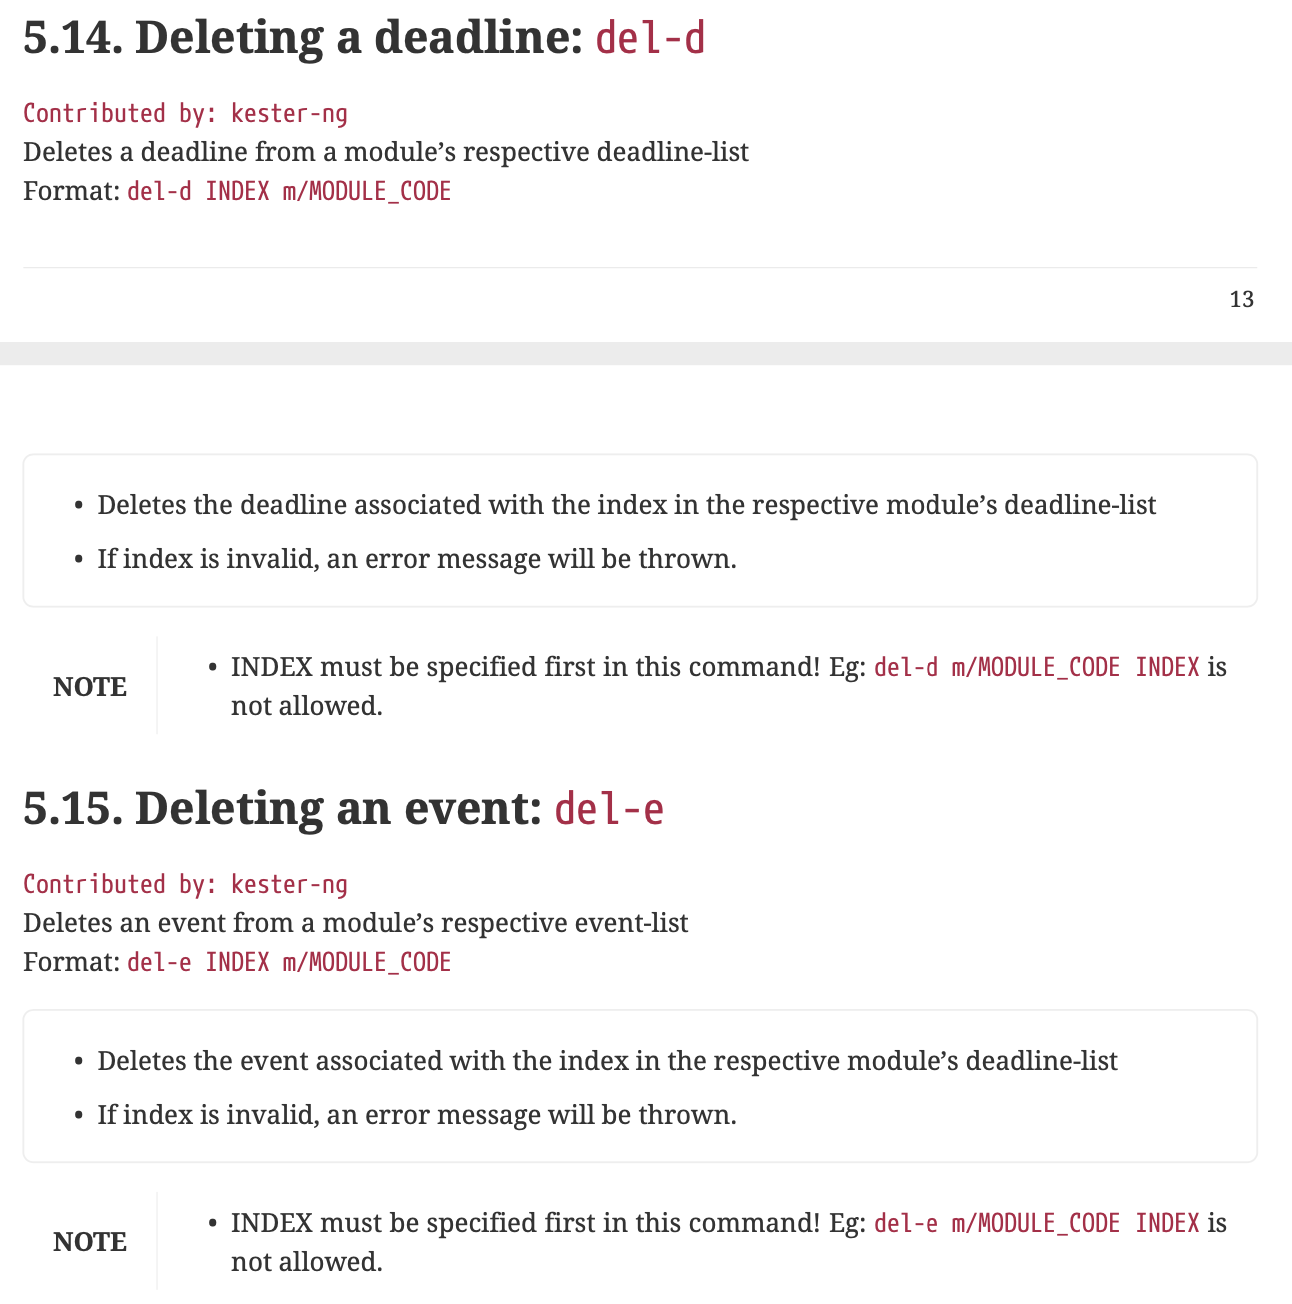 5.14. Deleting a deadline: del-d
Contributed by: kester-ng
Deletes a deadline from a module’s respective deadline-list
Format: del-d INDEX m/MODULE_CODE
13
• Deletes the deadline associated with the index in the respective module’s deadline-list
• If index is invalid, an error message will be thrown.
NOTE
• INDEX must be specified first in this command! Eg: del-d m/MODULE_CODE INDEX is
not allowed.
5.15. Deleting an event: del-e
Contributed by: kester-ng
Deletes an event from a module’s respective event-list
Format: del-e INDEX m/MODULE_CODE
• Deletes the event associated with the index in the respective module’s deadline-list
• If index is invalid, an error message will be thrown.
NOTE
• INDEX must be specified first in this command! Eg: del-e m/MODULE_CODE INDEX is
not allowed.